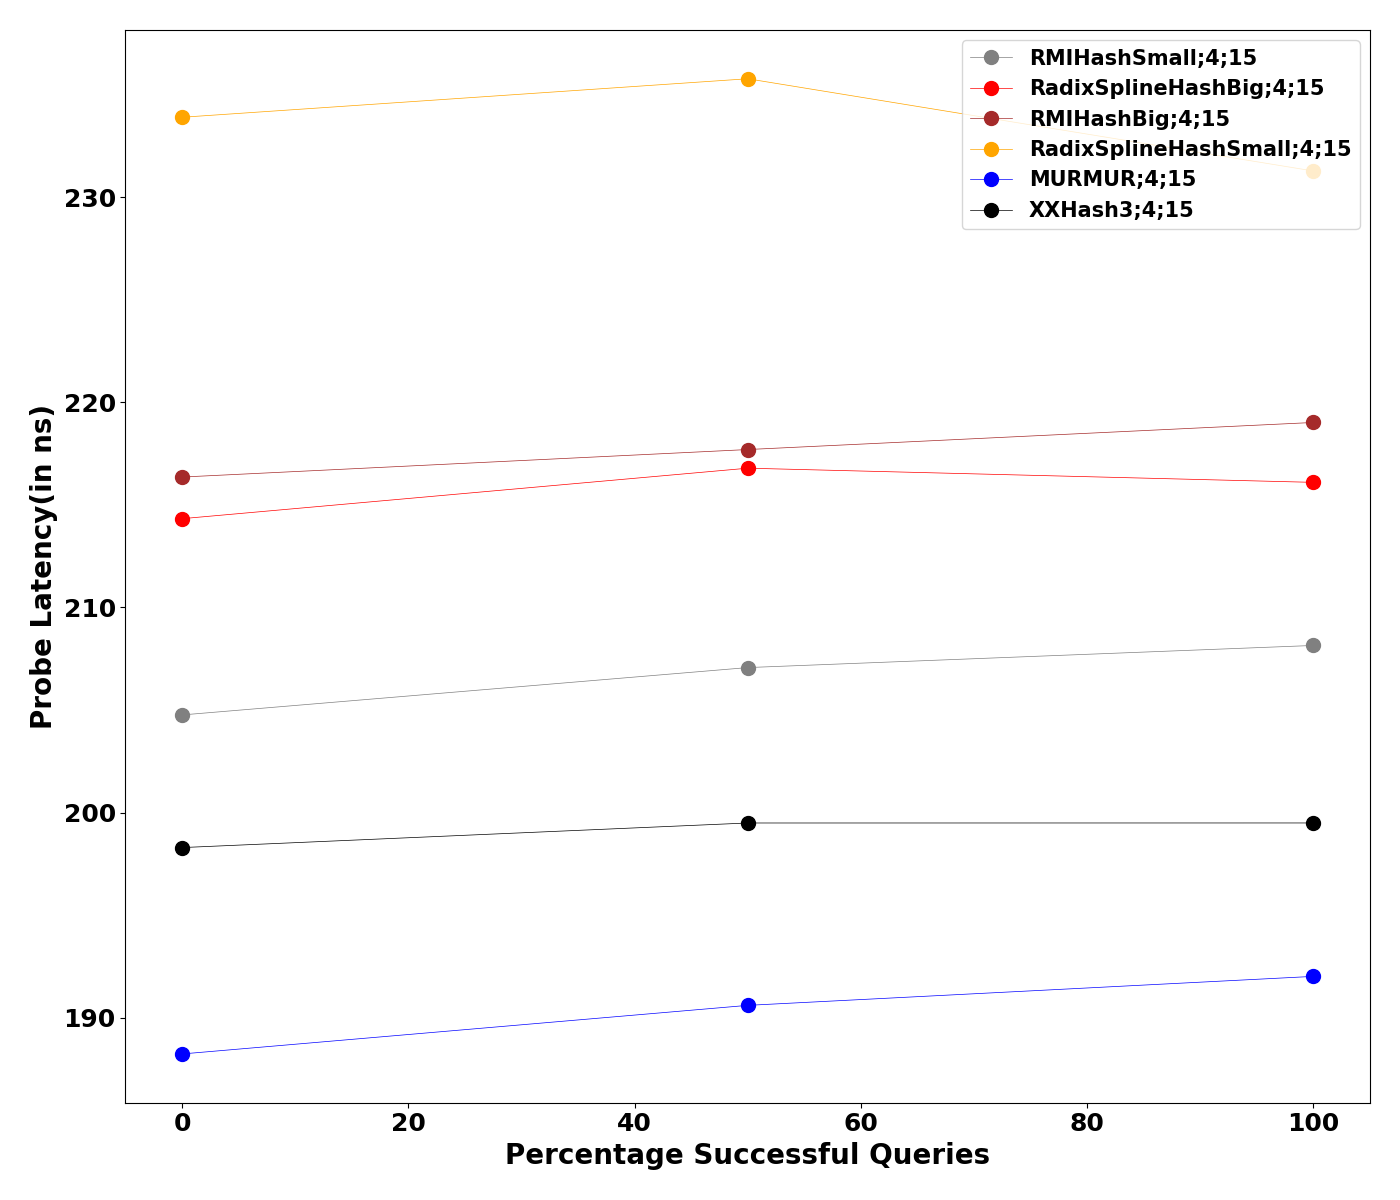 RMIHashSmall;4;15
RadixSplineHashBig;4;15
RMIHashBig;4;15
RadixSplineHashSmall;4;15
MURMUR;4;15
XXHash3;4;15
230
220
210
200
190
Probe Latency(in ns)
0 20 40 60 80 100
Percentage Successful Queries